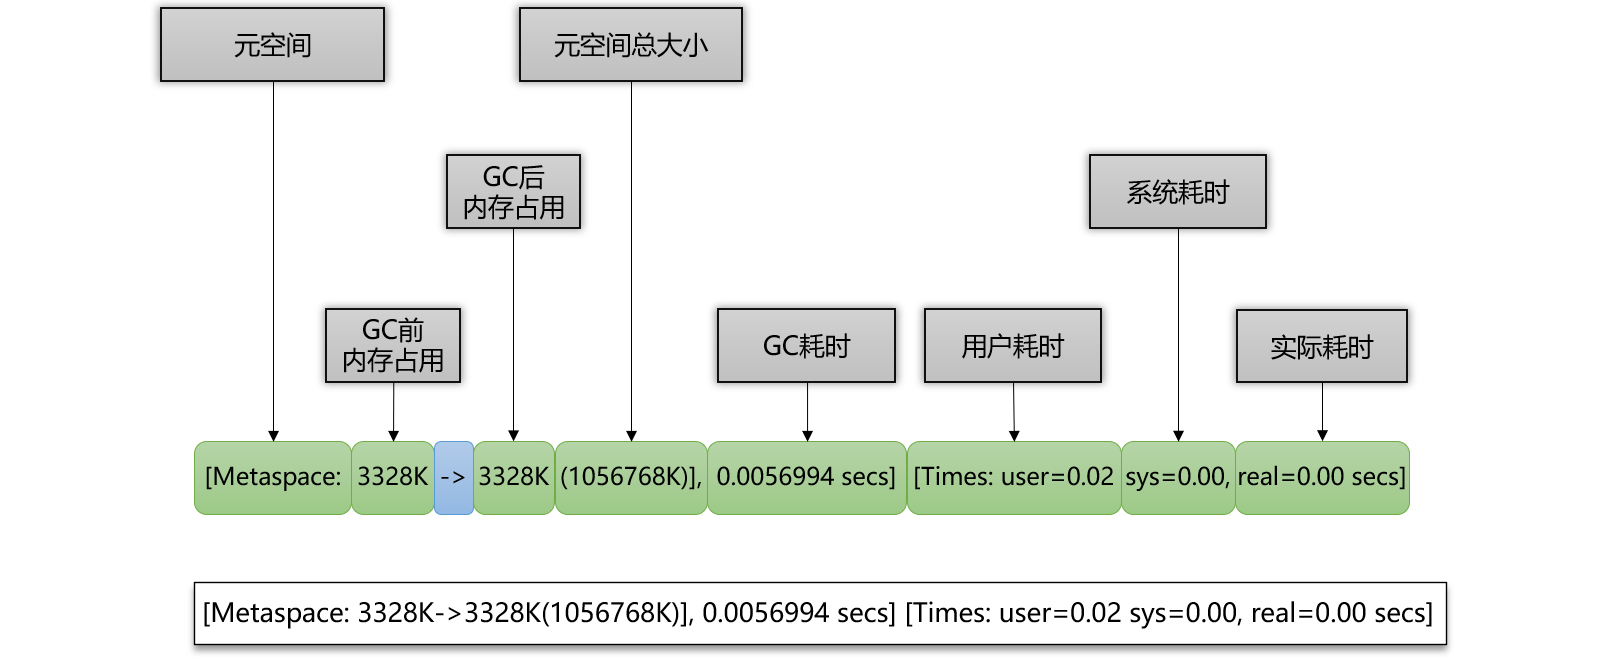 元空间
元空间总大小
GC后
内存占用
系统耗时
GC前
内存占用
GC耗时
用户耗时
实际耗时
[Metaspace: 3328K -> 3328K (1056768K)], 0.0056994 secs] [Times: user=0.02 sys=0.00, real=0.00 secs]
[Metaspace: 3328K->3328K(1056768K)], 0.0056994 secs] [Times: user=0.02 sys=0.00, real=0.00 secs]